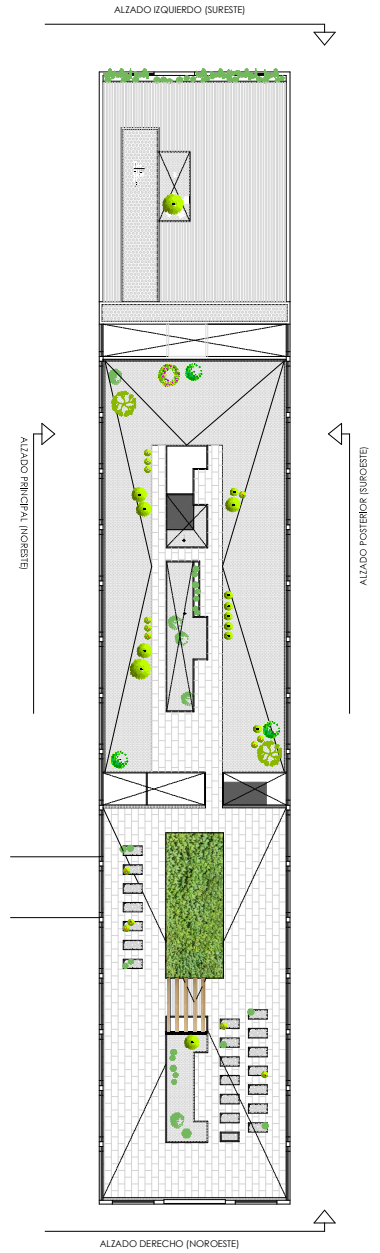 ALZADO IZQUIERDO (SURESTE)
ALZADO PRINCIPAL (NORESTE)
ALZADO POSTERIOR (SUROESTE)
ALZADO DERECHO (NOROESTE)